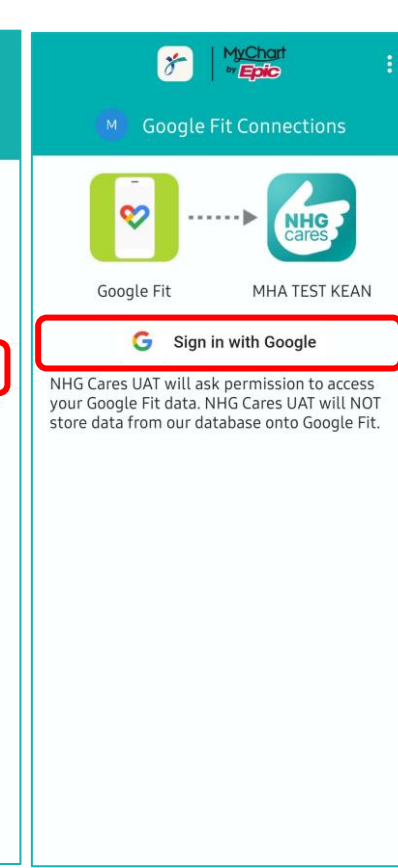 MyChart
by Epic
M Google Fit Connections
NHG
cares
Google Fit MHA TEST KEAN
G Sign in with Google
NHG Cares UAT will ask permission to access
your Google Fit data. NHG Cares UAT will NOT
store data from our database onto Google Fit.